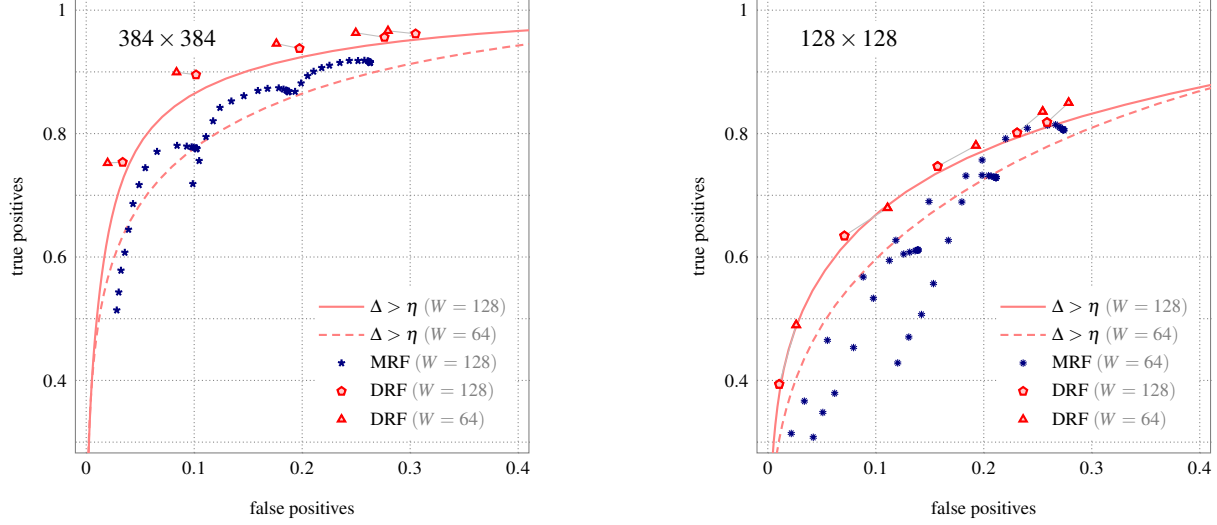 1
0.8
0.6
0.4
true positives
384 × 384
Δ > η (W = 128)
Δ > η (W = 64)
MRF (W = 128)
DRF (W = 128)
DRF (W = 64)
0 0.1 0.2 0.3 0.4
false positives
1
0.8
0.6
0.4
true positives
128 × 128
Δ > η (W = 128)
Δ > η (W = 64)
MRF (W = 64)
DRF (W = 128)
DRF (W = 64)
0 0.1 0.2 0.3 0.4
false positives